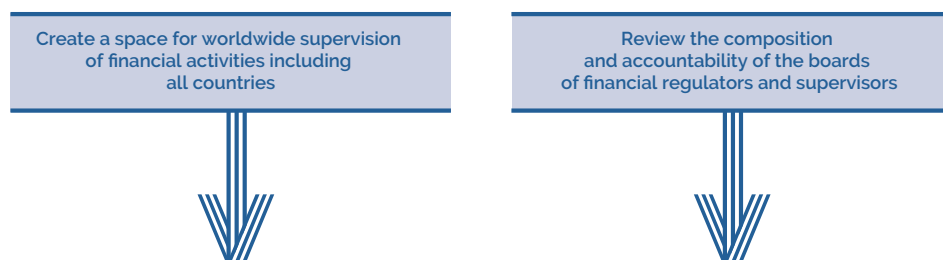 Create a space for worldwide supervision
of financial activities including
all countries
Review the composition
and accountability of the boards
of financial regulators and supervisors